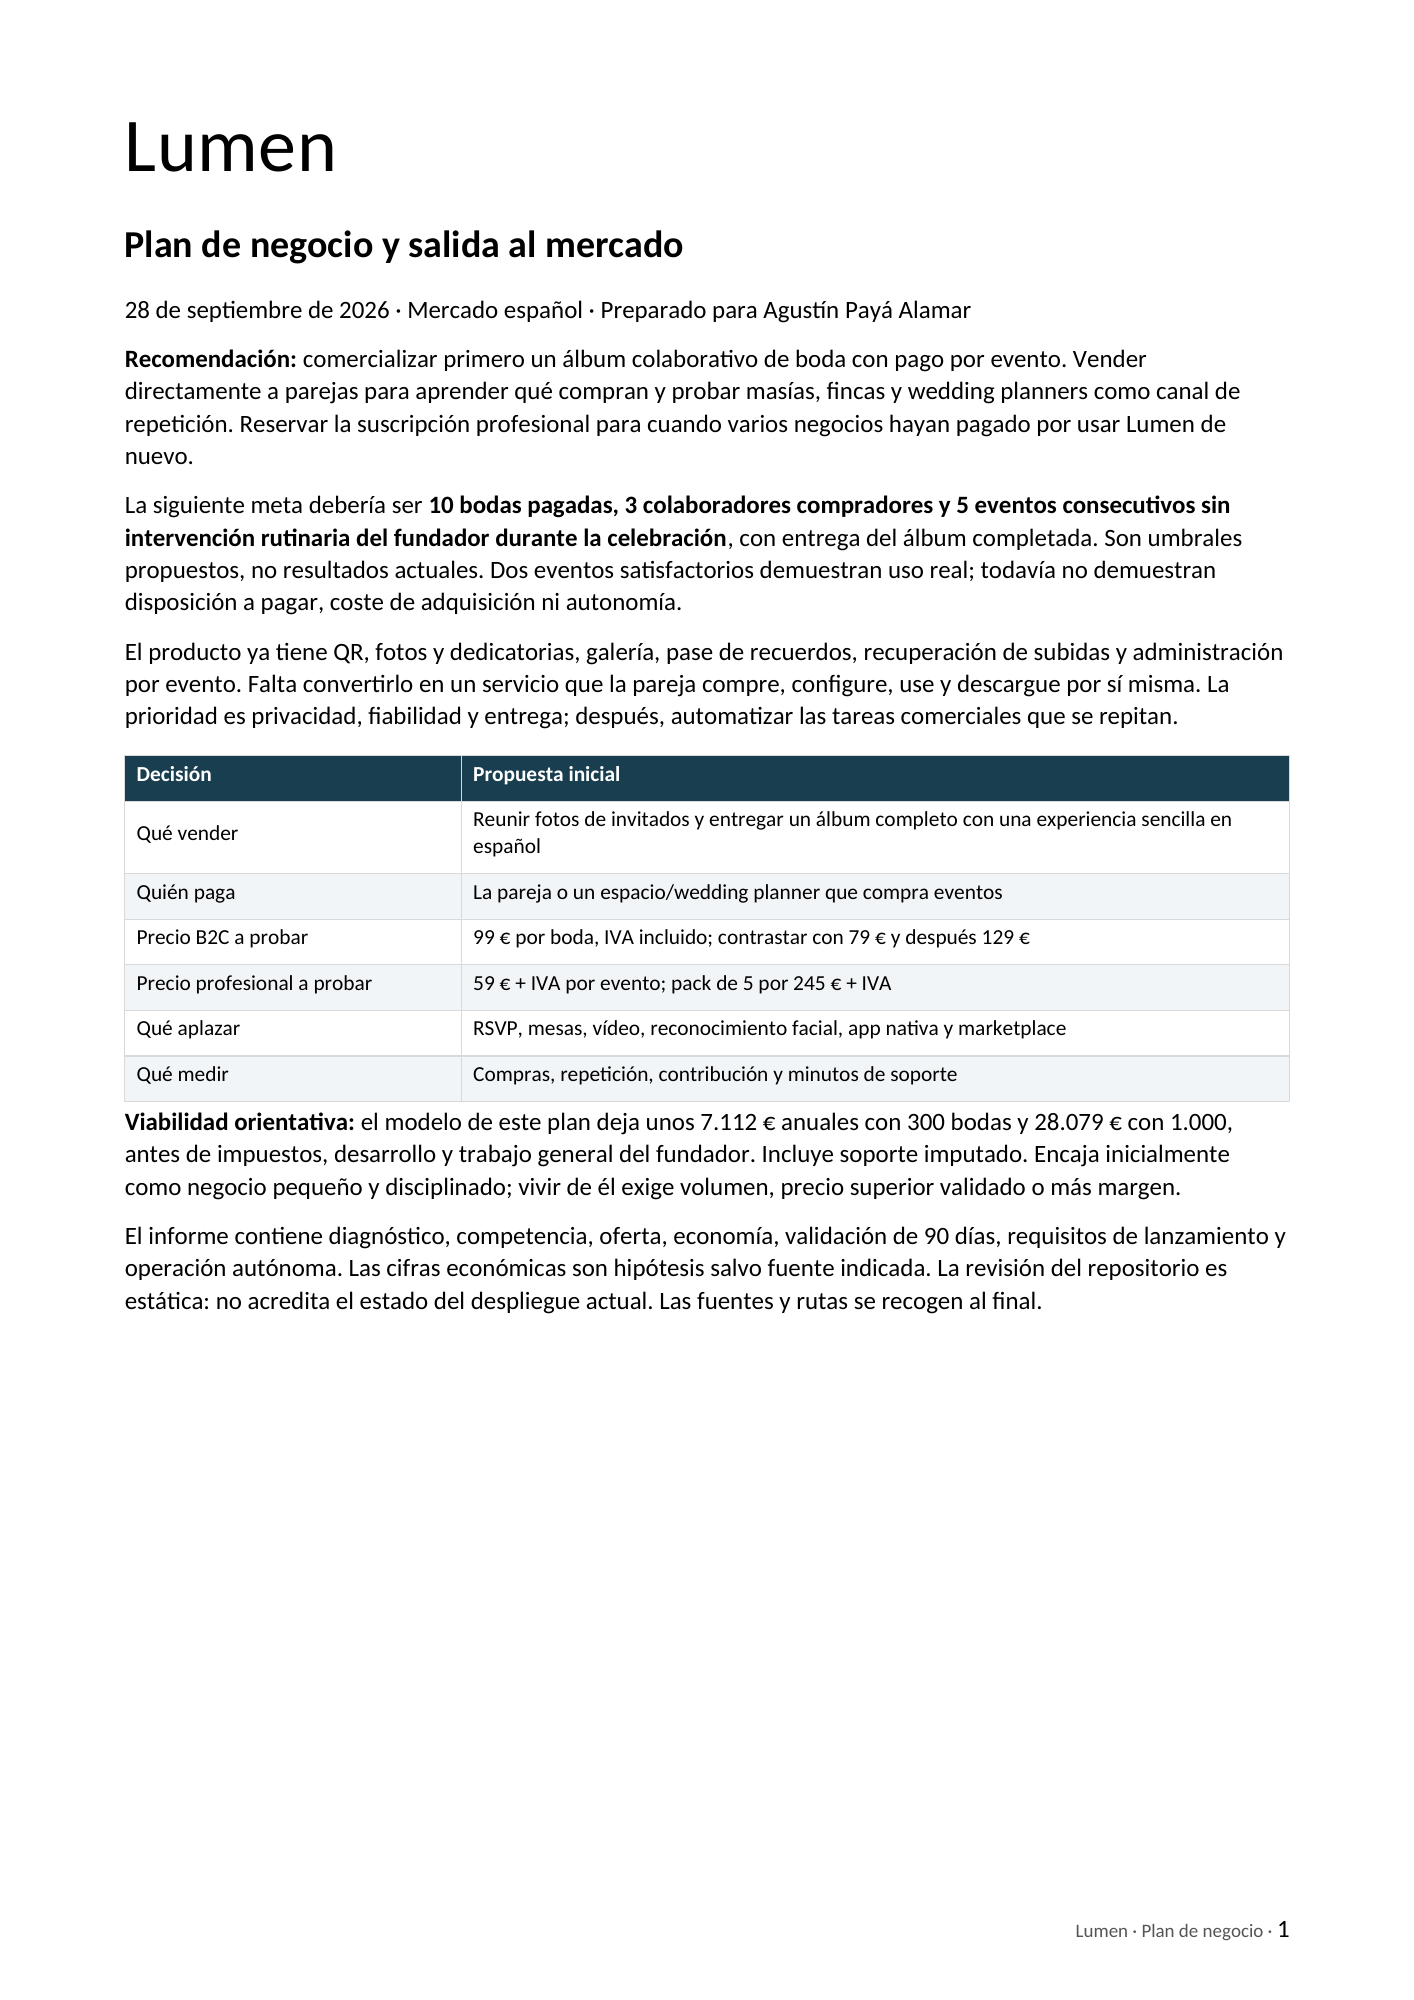 Lumen
Plan de negocio y salida al mercado
28 de septiembre de 2026 · Mercado español · Preparado para Agustín Payá Alamar
Recomendación: comercializar primero un álbum colaborativo de boda con pago por evento. Vender
directamente a parejas para aprender qué compran y probar masías, fincas y wedding planners como canal de
repetición. Reservar la suscripción profesional para cuando varios negocios hayan pagado por usar Lumen de
nuevo.
La siguiente meta debería ser 10 bodas pagadas, 3 colaboradores compradores y 5 eventos consecutivos sin
intervención rutinaria del fundador durante la celebración, con entrega del álbum completada. Son umbrales
propuestos, no resultados actuales. Dos eventos satisfactorios demuestran uso real; todavía no demuestran
disposición a pagar, coste de adquisición ni autonomía.
El producto ya tiene QR, fotos y dedicatorias, galería, pase de recuerdos, recuperación de subidas y administración
por evento. Falta convertirlo en un servicio que la pareja compre, configure, use y descargue por sí misma. La
prioridad es privacidad, fiabilidad y entrega; después, automatizar las tareas comerciales que se repitan.
Decisión Propuesta inicial
Qué vender Reunir fotos de invitados y entregar un álbum completo con una experiencia sencilla en
español
Quién paga La pareja o un espacio/wedding planner que compra eventos
Precio B2C a probar 99 € por boda, IVA incluido; contrastar con 79 € y después 129 €
Precio profesional a probar 59 € + IVA por evento; pack de 5 por 245 € + IVA
Qué aplazar RSVP, mesas, vídeo, reconocimiento facial, app nativa y marketplace
Qué medir Compras, repetición, contribución y minutos de soporte
Viabilidad orientativa: el modelo de este plan deja unos 7.112 € anuales con 300 bodas y 28.079 € con 1.000,
antes de impuestos, desarrollo y trabajo general del fundador. Incluye soporte imputado. Encaja inicialmente
como negocio pequeño y disciplinado; vivir de él exige volumen, precio superior validado o más margen.
El informe contiene diagnóstico, competencia, oferta, economía, validación de 90 días, requisitos de lanzamiento y
operación autónoma. Las cifras económicas son hipótesis salvo fuente indicada. La revisión del repositorio es
estática: no acredita el estado del despliegue actual. Las fuentes y rutas se recogen al final.
Lumen · Plan de negocio · 1